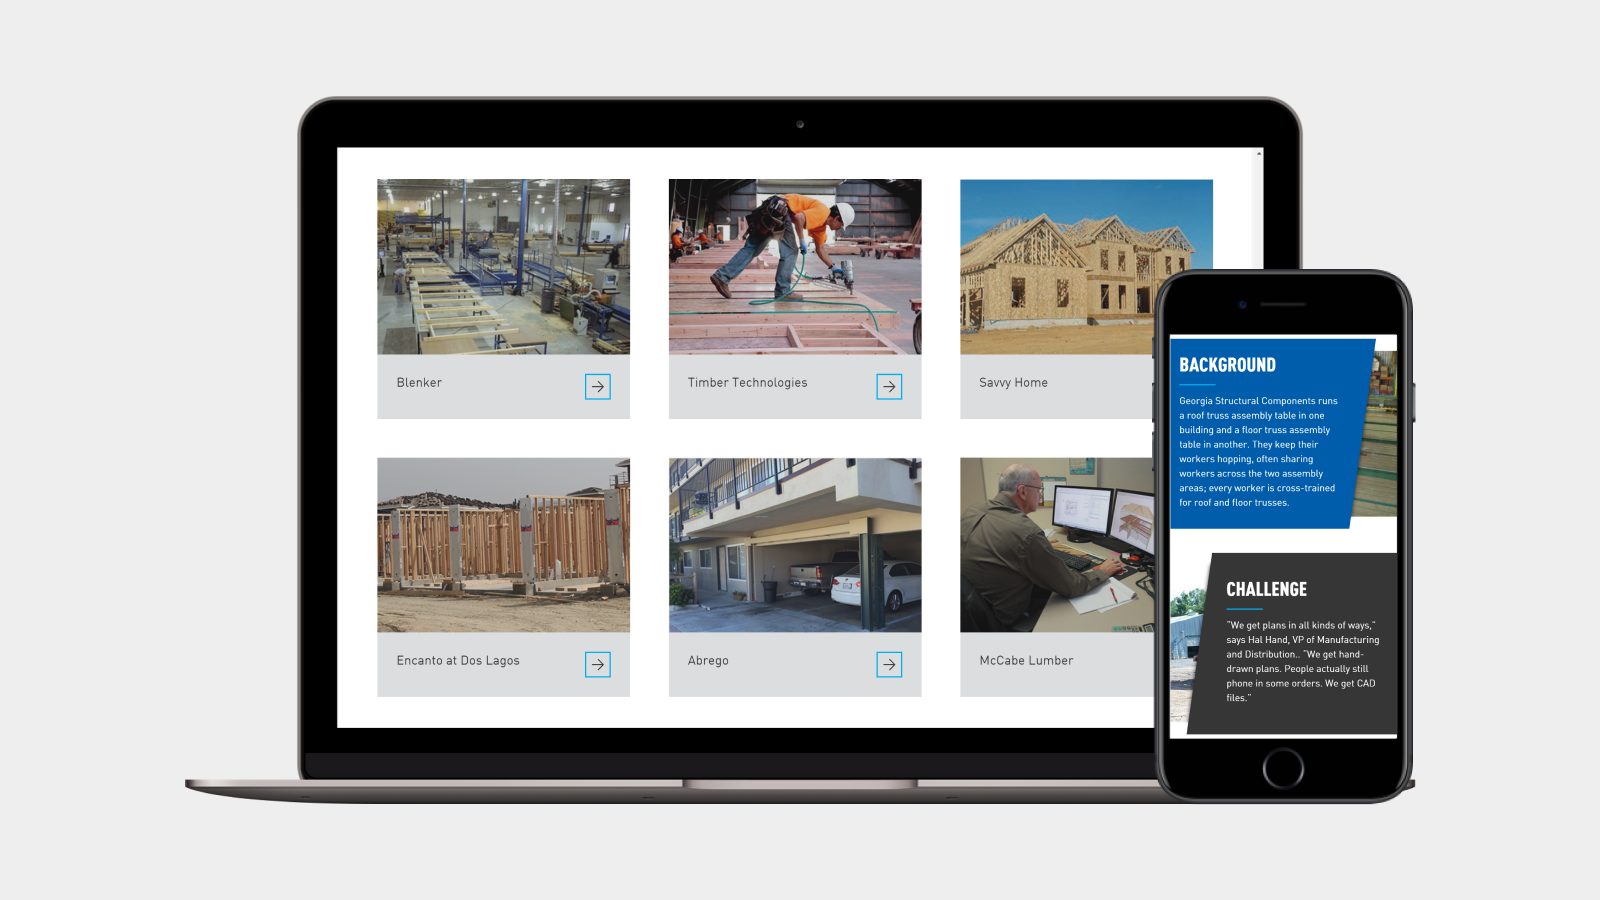 Blenker
Timber Technologies
Savvy Home
Encanto at Dos Lagos
Abrego
McCabe Lumber
BACKGROUND
Georgia Structural Components runs
a roof truss assembly table in one
building and a floor truss assembly
table in another. They keep their
workers hopping, often sharing
workers across the two assembly
areas; every worker is cross-trained
for roof and floor trusses.
CHALLENGE
"We get plans in all kinds of ways,"
says Hal Hand, VP of Manufacturing
and Distribution.. "We get hand-
drawn plans. People actually still
phone in some orders. We get CAD
files."